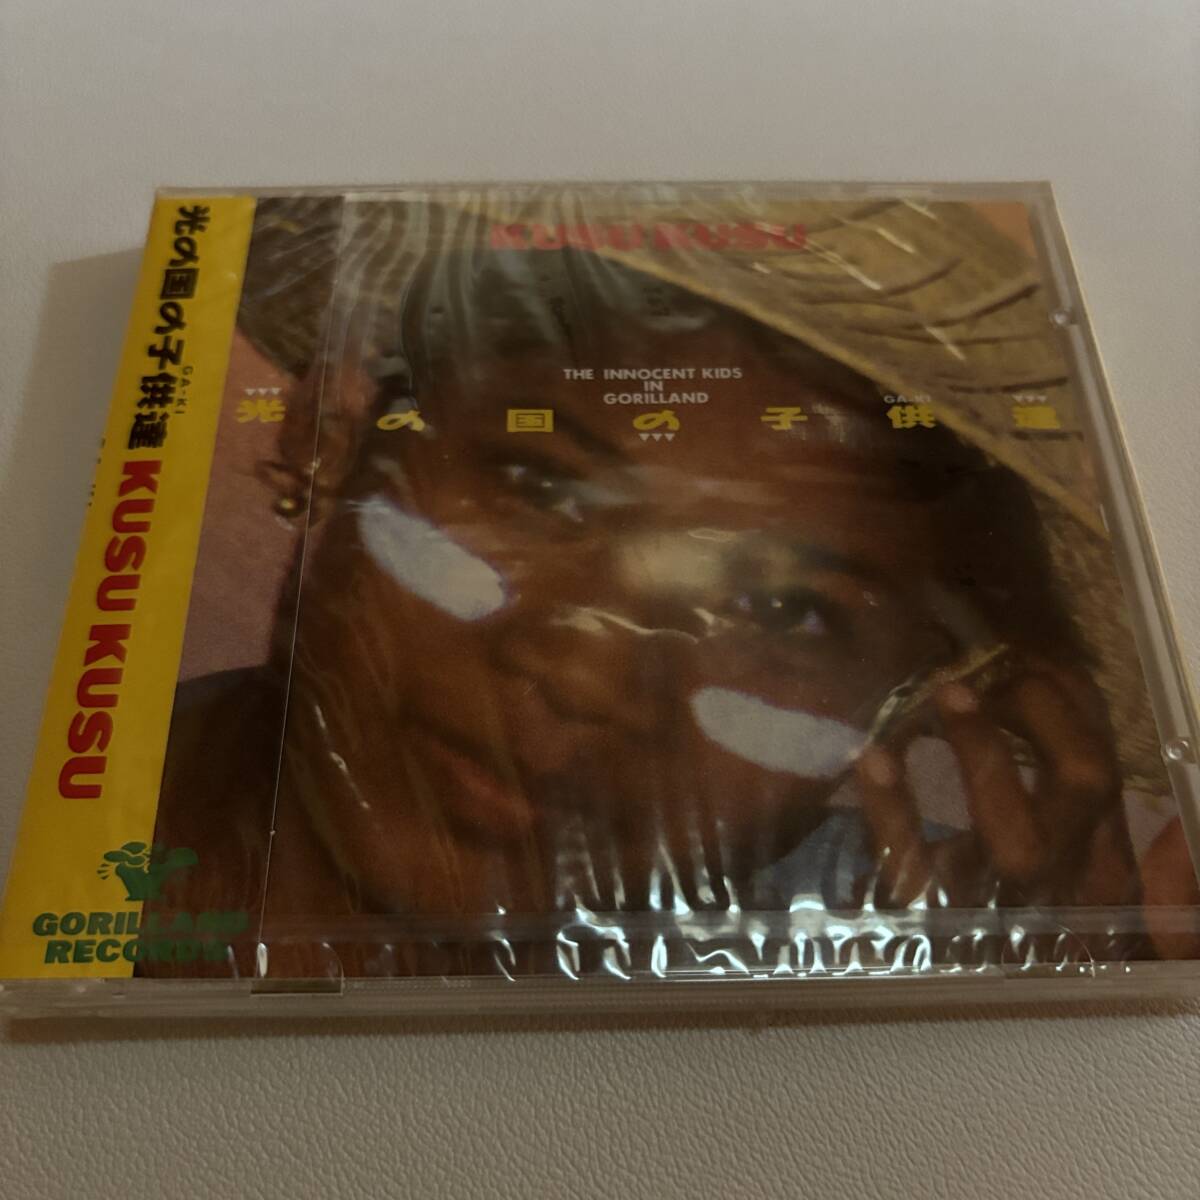 光の国の子供達 KUSU KUSU
GA-KI
GORILLAND
RECORDS
KUSU KUSU
THE INNOCENT KIDS
IN
GORILLAND
GA-KI
光の国の子供達